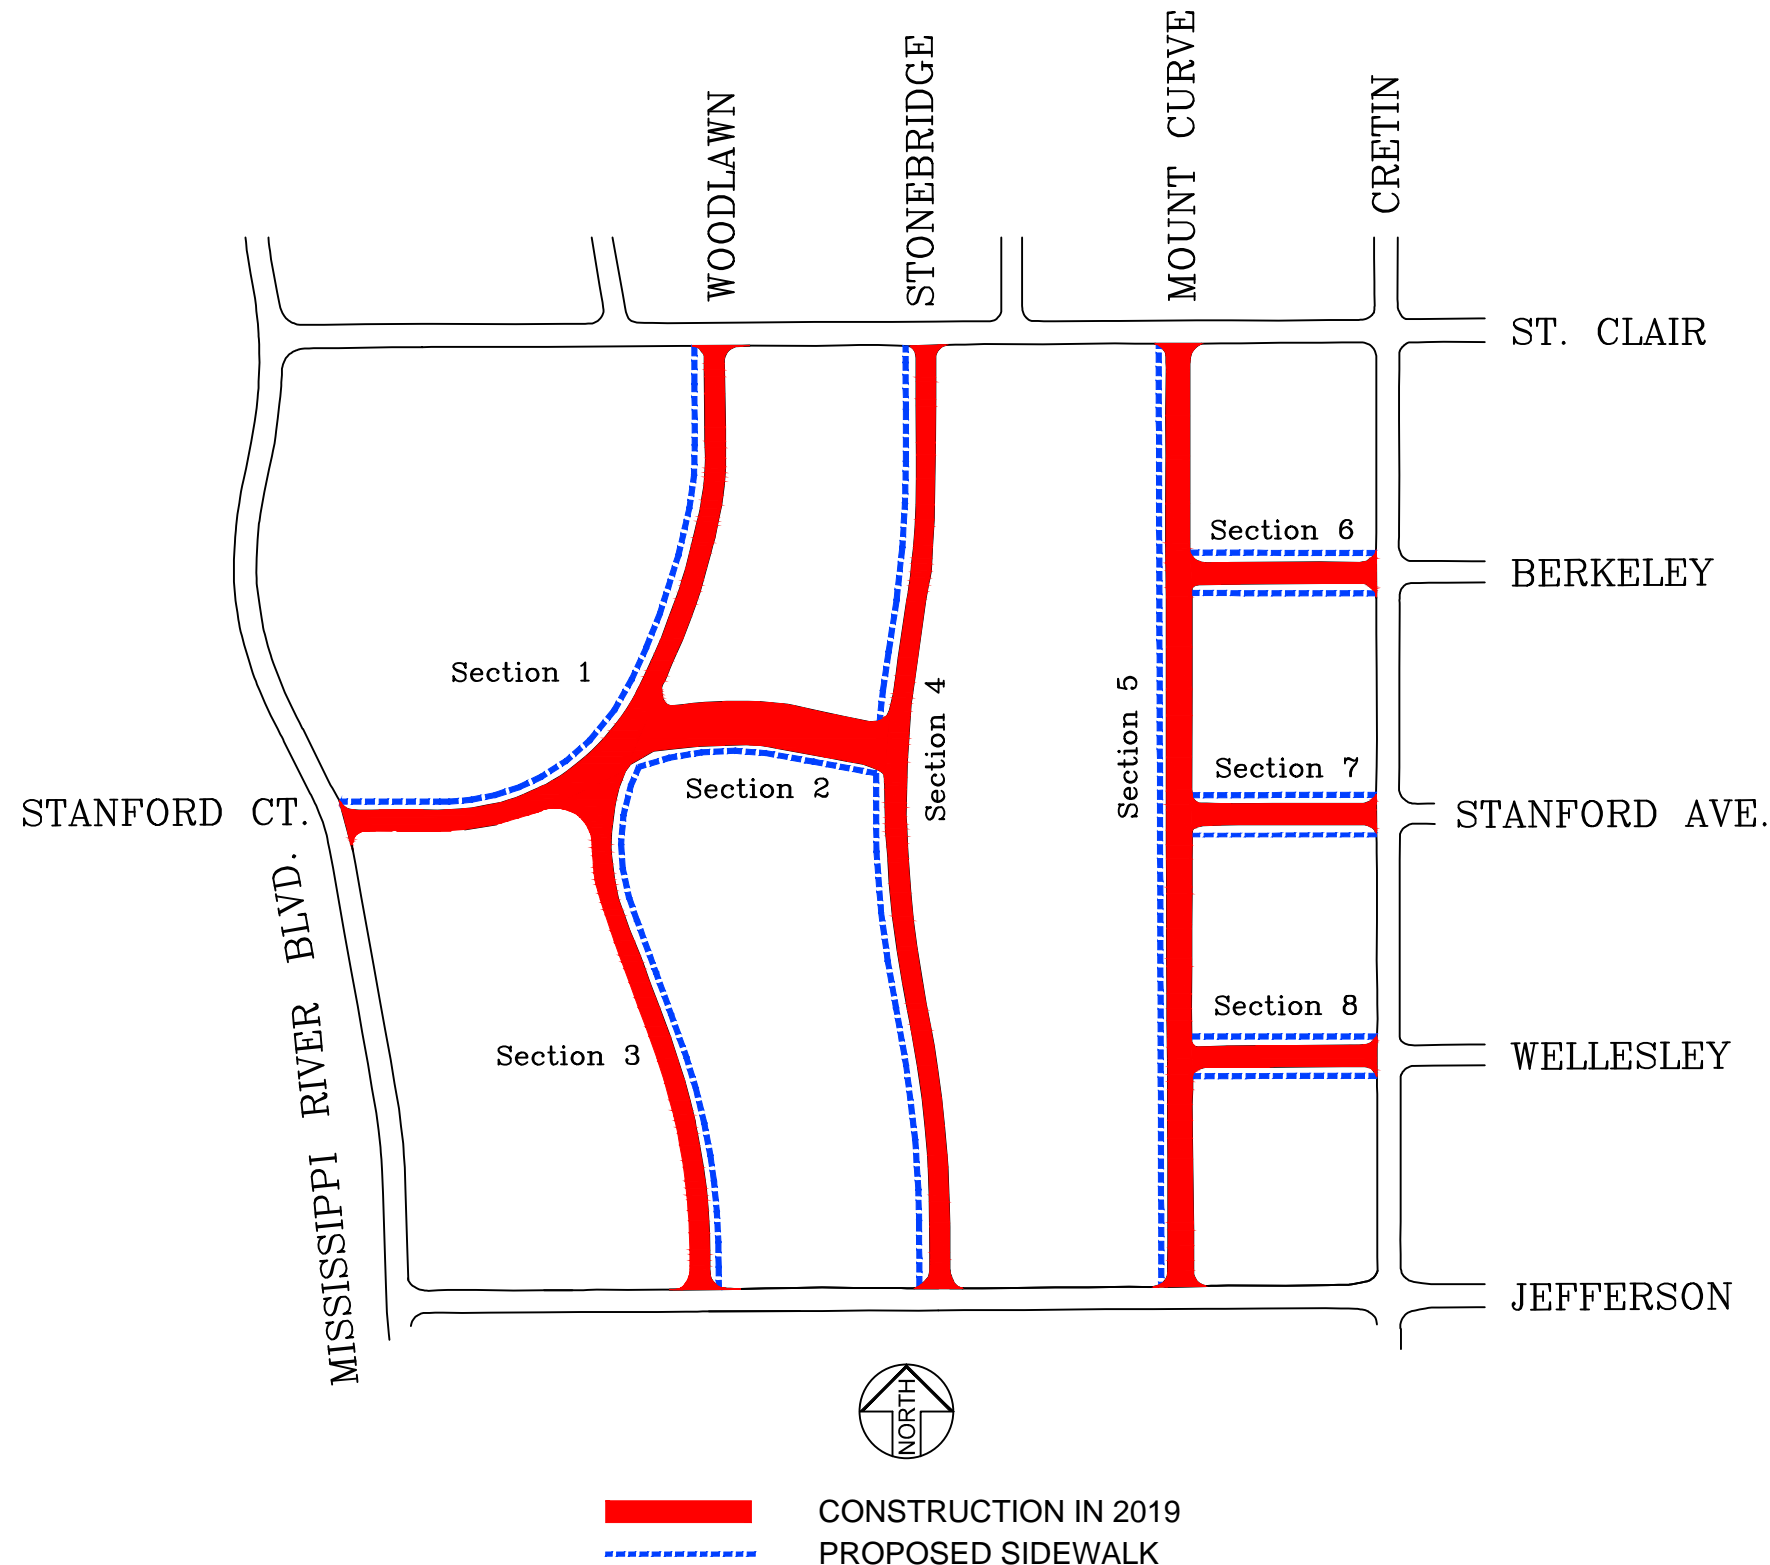 WOODLAWN
STONEBRIDGE
MOUNT CURVE
CRETIN
ST. CLAIR
Section 6
BERKELEY
Section 1
Section 4
Section 5
Section 2
Section 7
STANFORD CT.
STANFORD AVE.
MISSISSIPPI RIVER BLVD.
Section 3
Section 8
WELLESLEY
JEFFERSON
NORTH
CONSTRUCTION IN 2019
PROPOSED SIDEWALK